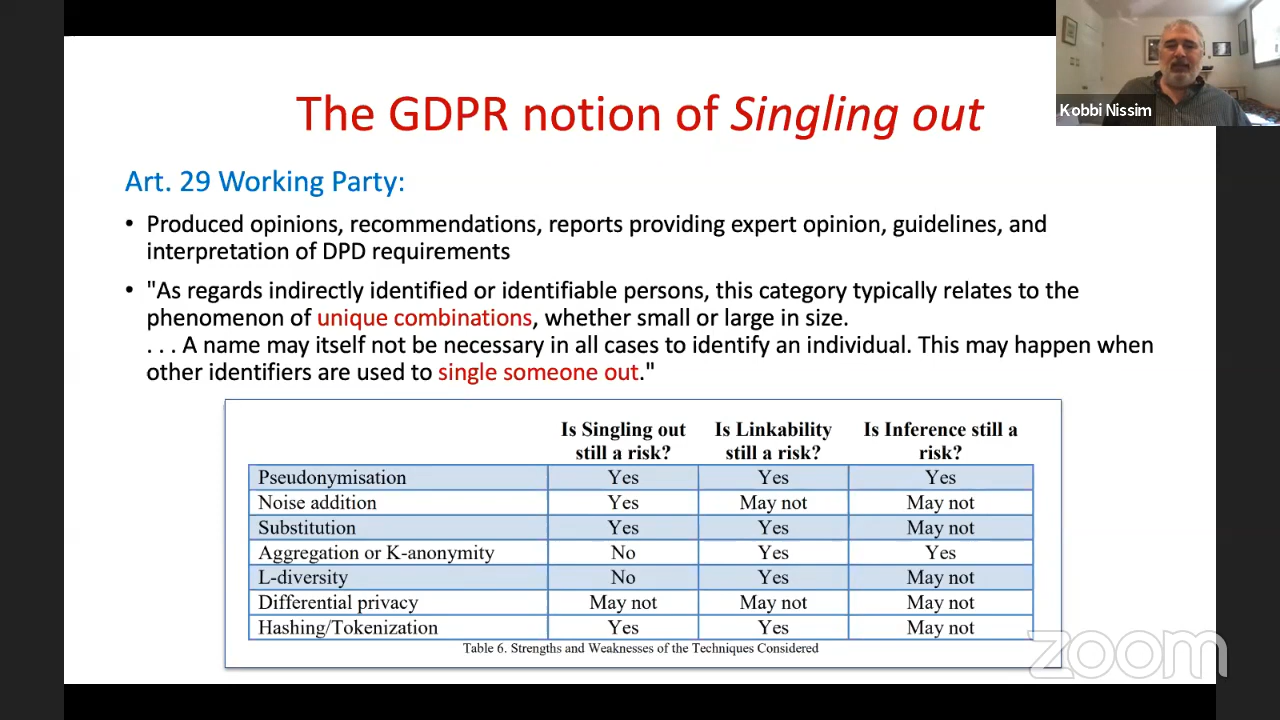 The GDPR notion of Singling out
Kobbi Nissim
Art. 29 Working Party:
• Produced opinions, recommendations, reports providing expert opinion, guidelines, and
interpretation of DPD requirements
• "As regards indirectly identified or identifiable persons, this category typically relates to the
phenomenon of unique combinations, whether small or large in size.
. . . A name may itself not be necessary in all cases to identify an individual. This may happen when
other identifiers are used to single someone out."
Is Singling out Is Linkability Is Inference still a
still a risk? still a risk? risk?
Pseudonymisation Yes Yes Yes
Noise addition Yes May not May not
Substitution Yes Yes May not
Aggregation or K-anonymity No Yes Yes
L-diversity No Yes May not
Differential privacy May not May not May not
Hashing/Tokenization Yes Yes May not
Table 6. Strengths and Weaknesses of the Techniques Considered
zoom